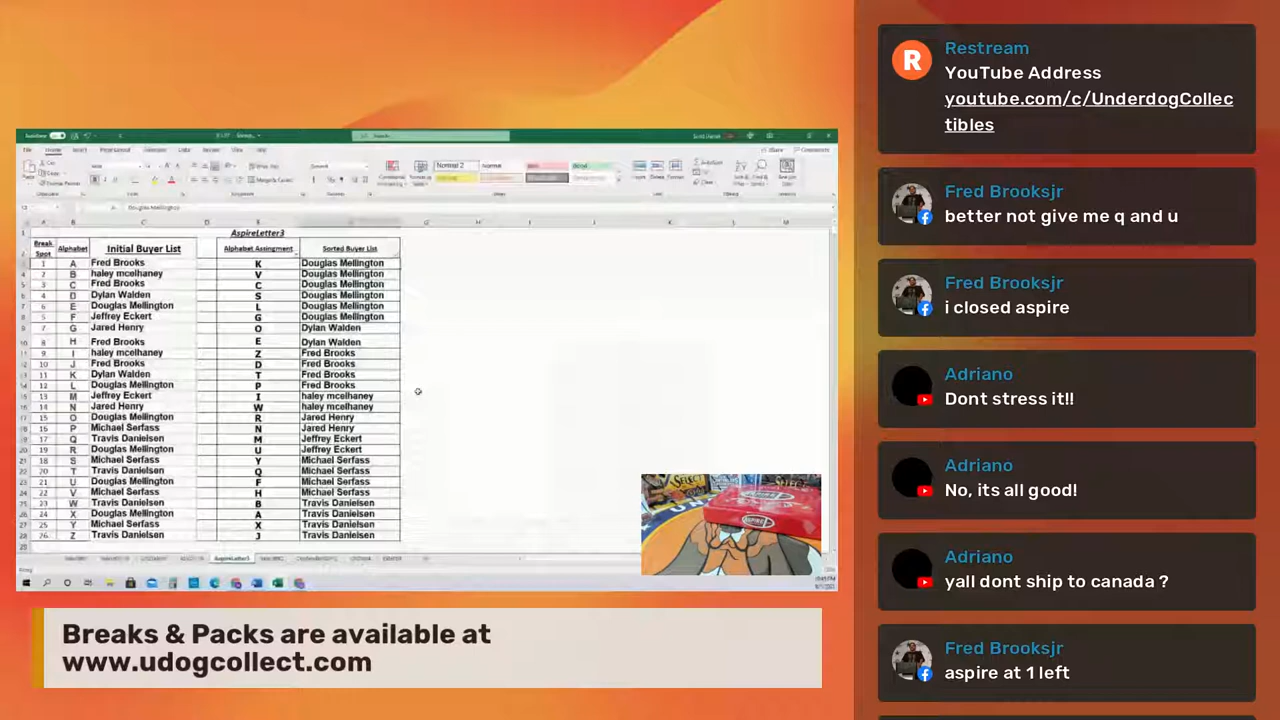 AspireLetter3
Break Spot Alphabet Initial Buyer List Alphabet Assingment Sorted Buyer List
1 A Fred Brooks K Douglas Mellington
2 B haley mcelhaney V Douglas Mellington
3 C Fred Brooks C Douglas Mellington
4 D Dylan Walden S Douglas Mellington
6 E Douglas Mellington L Douglas Mellington
5 F Jeffrey Eckert G Douglas Mellington
7 G Jared Henry O Dylan Walden
8 H Fred Brooks E Dylan Walden
9 I haley mcelhaney Z Fred Brooks
10 J Fred Brooks D Fred Brooks
11 K Dylan Walden T Fred Brooks
12 L Douglas Mellington P Fred Brooks
13 M Jeffrey Eckert I haley mcelhaney
14 N Jared Henry W haley mcelhaney
15 O Douglas Mellington R Jared Henry
16 P Michael Serfass N Jared Henry
17 Q Travis Danielsen M Jeffrey Eckert
19 R Douglas Mellington U Jeffrey Eckert
18 S Michael Serfass Y Michael Serfass
20 T Travis Danielsen Q Michael Serfass
21 U Douglas Mellington F Michael Serfass
22 V Michael Serfass H Michael Serfass
23 W Travis Danielsen B Travis Danielsen
24 X Douglas Mellington A Travis Danielsen
25 Y Michael Serfass X Travis Danielsen
26 Z Travis Danielsen J Travis Danielsen
AspireLetter3
SELECT
ASPIRE
Breaks & Packs are available at
www.udogcollect.com
R
Restream
YouTube Address
youtube.com/c/UnderdogCollec
tibles
Fred Brooksjr
better not give me q and u
Fred Brooksjr
i closed aspire
Adriano
Dont stress it!!
Adriano
No, its all good!
Adriano
yall dont ship to canada ?
Fred Brooksjr
aspire at 1 left